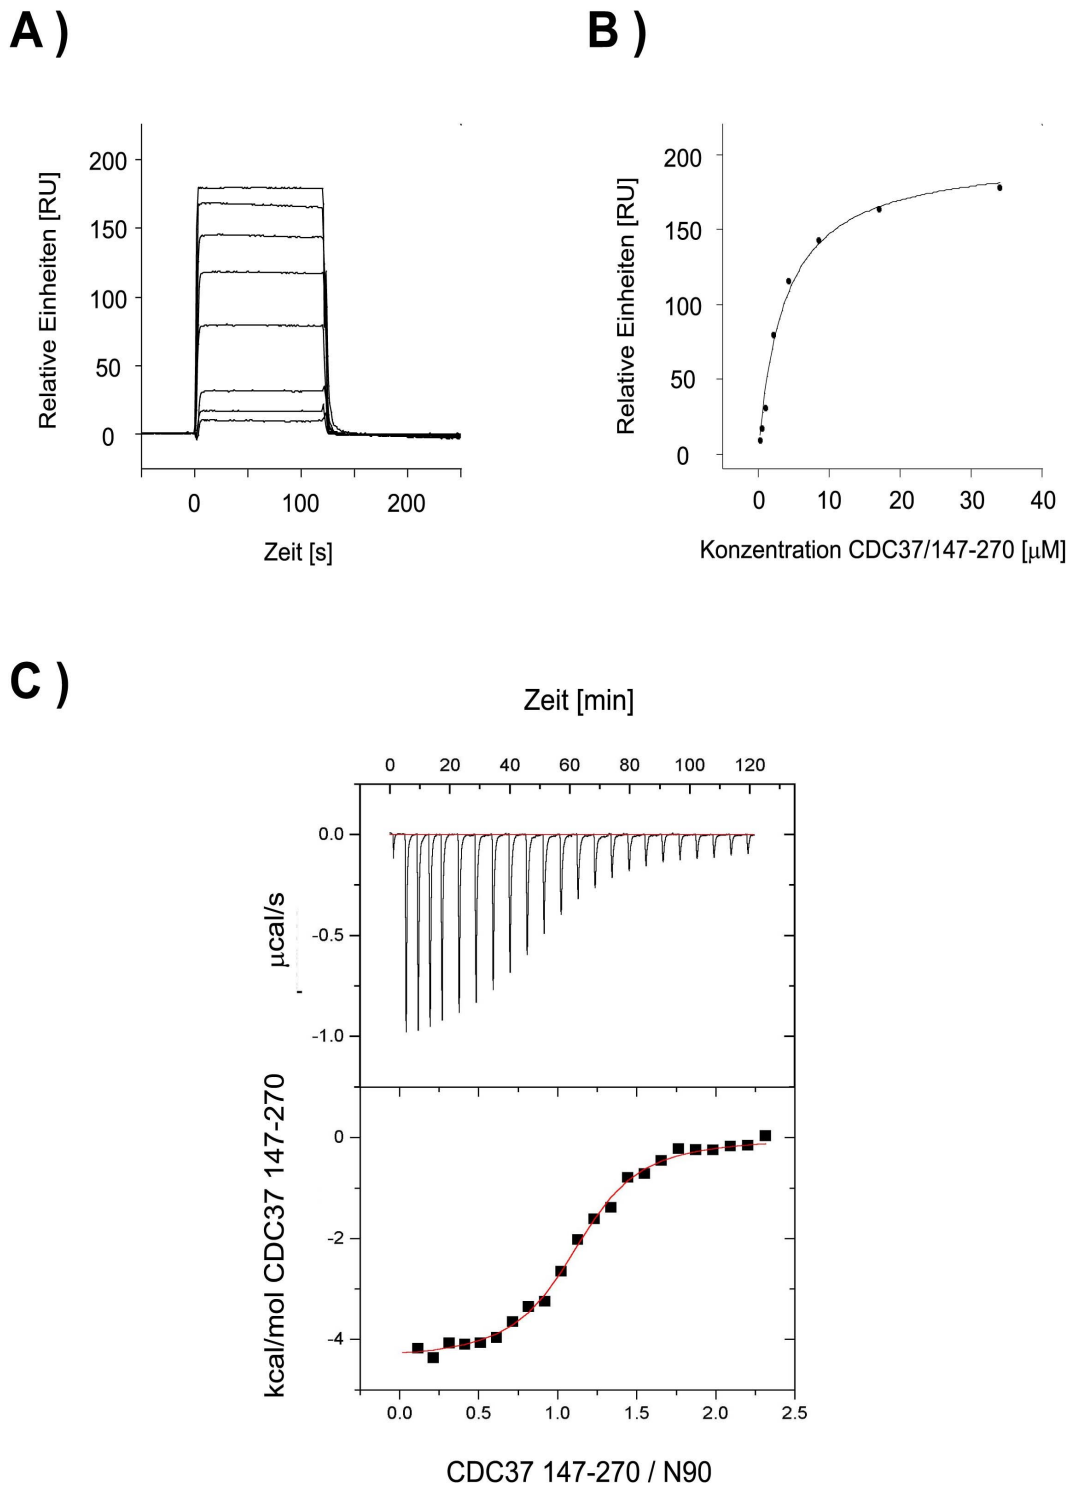 A )
B )
200
150
100
50
0
Relative Einheiten [RU]
0 100 200
Zeit [s]
200
150
100
50
0
Relative Einheiten [RU]
0 10 20 30 40
Konzentration CDC37/147-270 [μM]
C )
Zeit [min]
0 20 40 60 80 100 120
0.0
-0.5
-1.0
μcal/s
0
-2
-4
kcal/mol CDC37 147-270
0.0 0.5 1.0 1.5 2.0 2.5
CDC37 147-270 / N90